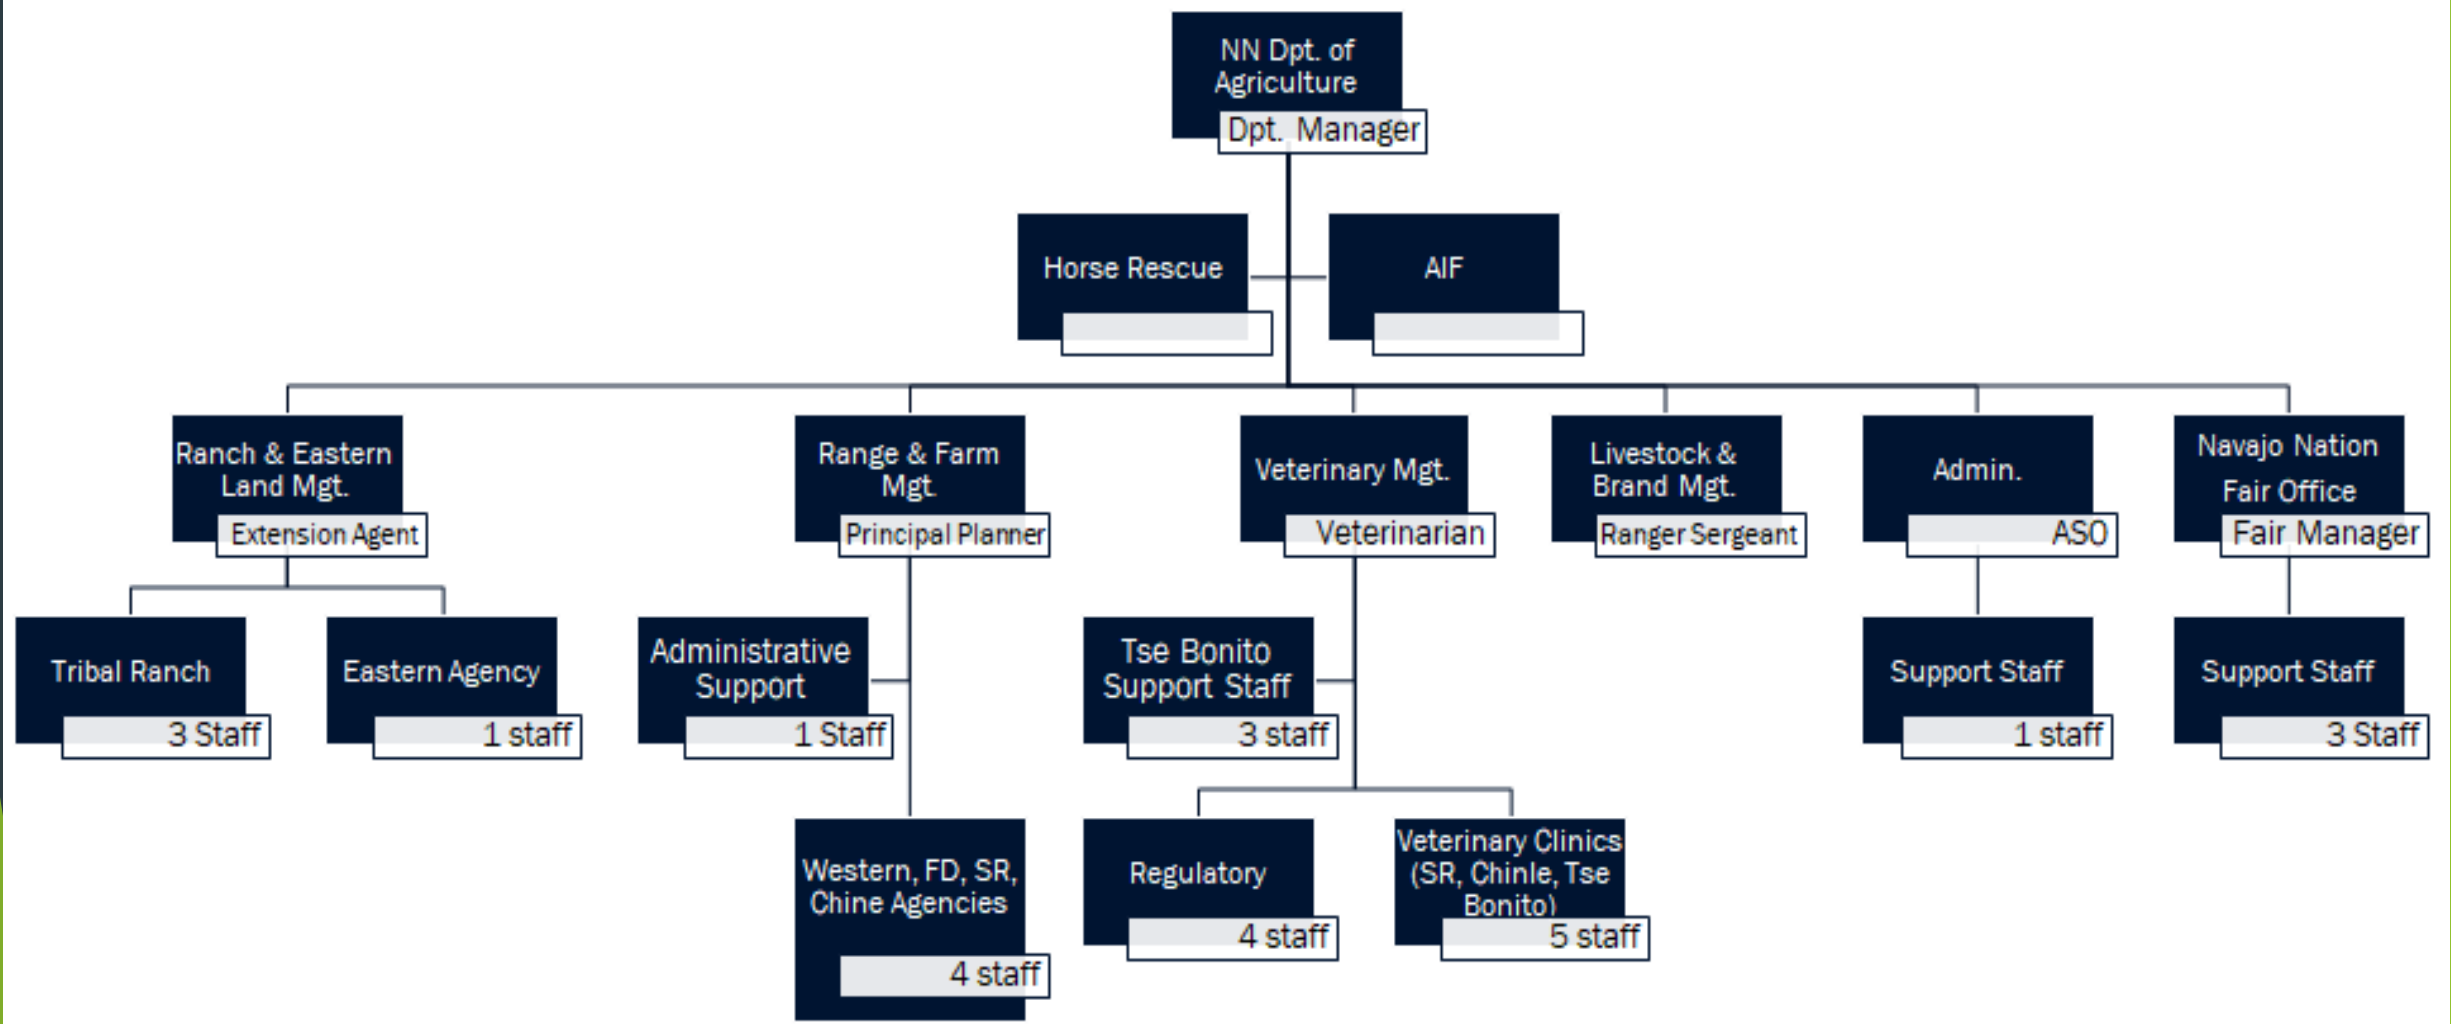 NN Dpt. of
Agriculture
Dpt. Manager
Horse Rescue
AIF
Ranch & Eastern
Land Mgt.
Extension Agent
Range & Farm
Mgt.
Principal Planner
Veterinary Mgt.
Veterinarian
Livestock &
Brand Mgt.
Ranger Sergeant
Admin.
ASO
Navajo Nation
Fair Office
Fair Manager
Tribal Ranch
3 Staff
Eastern Agency
1 staff
Administrative
Support
1 Staff
Tse Bonito
Support Staff
3 staff
Support Staff
1 staff
Support Staff
3 Staff
Western, FD, SR,
Chine Agencies
4 staff
Regulatory
4 staff
Veterinary Clinics
(SR, Chinle, Tse
Bonito)
5 staff